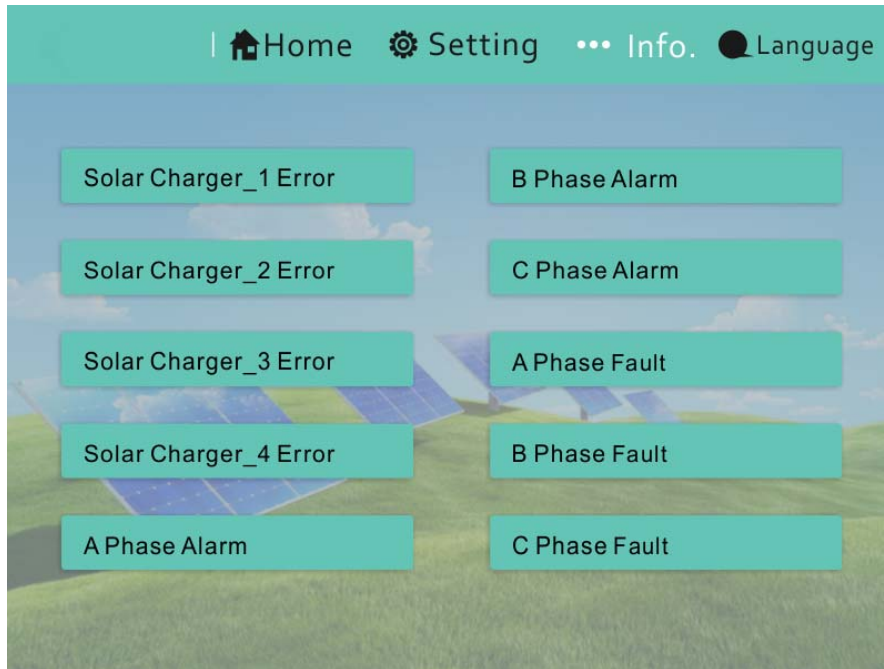 Home Setting ••• Info. Language
Solar Charger_1 Error
Solar Charger_2 Error
Solar Charger_3 Error
Solar Charger_4 Error
A Phase Alarm
B Phase Alarm
C Phase Alarm
A Phase Fault
B Phase Fault
C Phase Fault